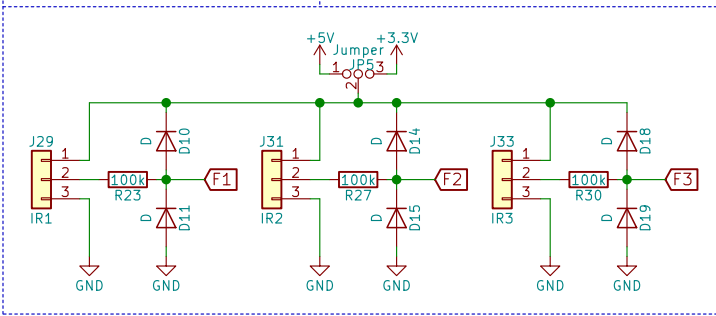 +5V +3.3V
Jumper
JP5
1 2 3
J29 J31 J33
1 D D10 1 D D14 1 D D18
2 100k F1 2 100k F2 2 100k F3
R23 R27 R30
3 D D11 3 D D15 3 D D19
IR1 IR2 IR3
GND GND GND GND GND GND